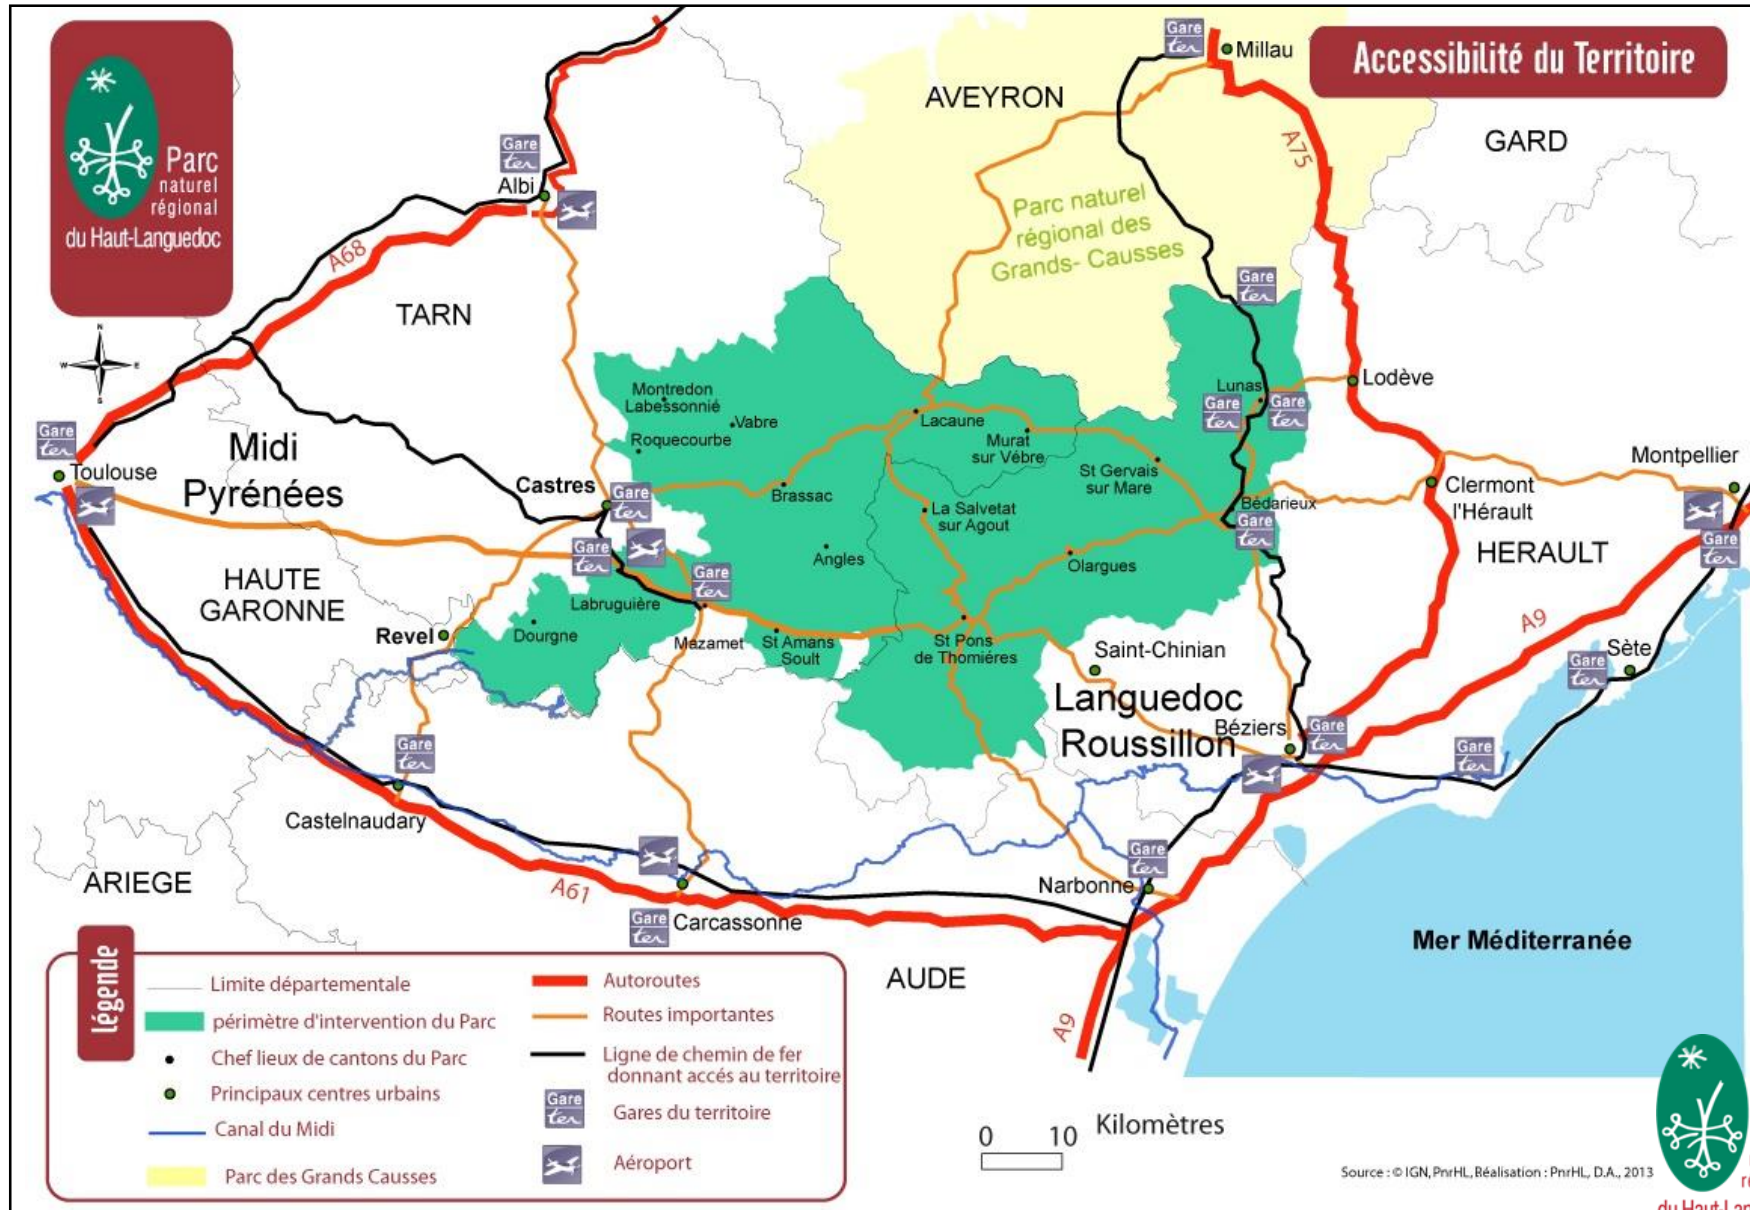 Parc
naturel
régional
du Haut-Languedoc
Accessibilité du Territoire
Gare
ter
Millau
AVEYRON
GARD
A75
Gare
ter
Albi
Parc naturel
régional des
Grands- Causses
A68
TARN
N
W
E
S
Gare
ter
Montredon
Labessonnié
Vabre
Roquecourbe
Lacaune
Murat
sur Vébre
St Gervais
sur Mare
Lunas
Gare
ter
Gare
ter
Lodève
Gare
ter
Toulouse
Midi
Pyrénées
Castres
Gare
ter
Brassac
La Salvetat
sur Agout
Bédarieux
Gare
ter
Clermont
l'Hérault
Montpellier
Gare
ter
HERAULT
HAUTE
GARONNE
Gare
ter
Gare
ter
Angles
Olargues
Labruguière
Revel
Dourgne
Mazamet
St Amans
Soult
St Pons
de Thomières
Saint-Chinian
A9
Sète
Gare
ter
Languedoc
Roussillon
Béziers
Gare
ter
Gare
ter
Gare
ter
Castelnaudary
ARIEGE
A61
Gare
ter
Carcassonne
Gare
ter
Narbonne
Mer Méditerranée
AUDE
A9
légende
Limite départementale
périmètre d'intervention du Parc
Chef lieux de cantons du Parc
Principaux centres urbains
Canal du Midi
Parc des Grands Causses
Autoroutes
Routes importantes
Ligne de chemin de fer
donnant accés au territoire
Gare
ter
Gares du territoire
Aéroport
0 10 Kilomètres
Source : © IGN, PnrHL, Réalisation : PnrHL, D.A., 2013